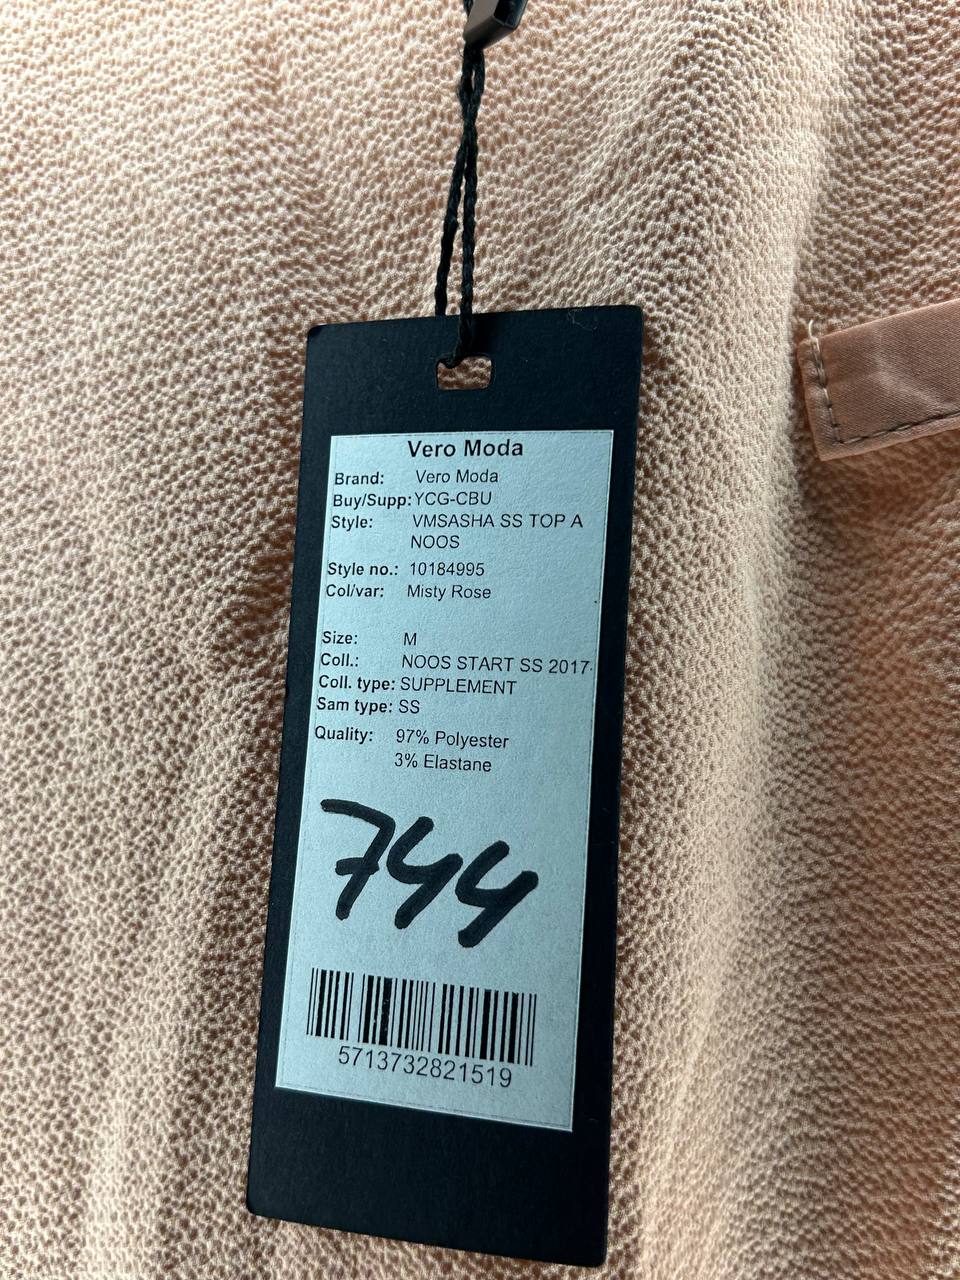 Vero Moda
Brand: Vero Moda
Buy/Supp: YCG-CBU
Style: VMSASHA SS TOP A
NOOS
Style no.: 10184995
Col/var: Misty Rose
Size: M
Coll.: NOOS START SS 2017-
Coll. type: SUPPLEMENT
Sam type: SS
Quality: 97% Polyester
3% Elastane
744
5713732821519